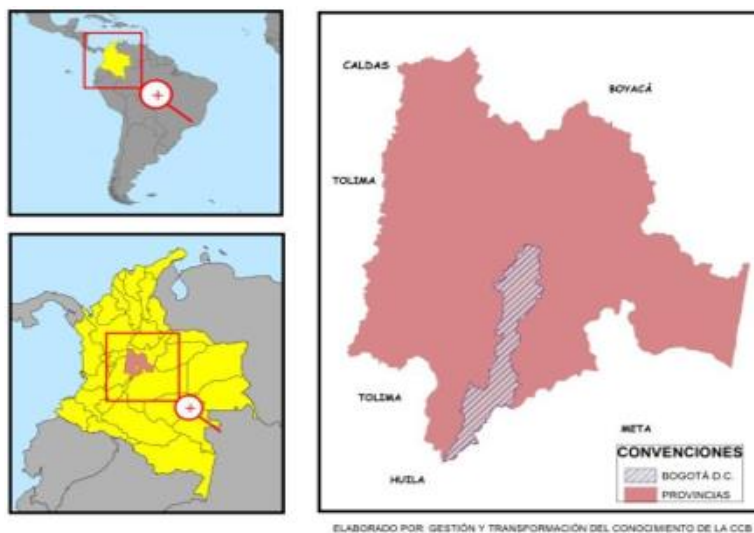 CALDAS
BOYACÁ
TOLIMA
TOLIMA
META
HUILA
CONVENCIONES
BOGOTÁ D.C.
PROVINCIAS
ELABORADO POR: GESTIÓN Y TRANSFORMACIÓN DEL CONOCIMIENTO DE LA CCB